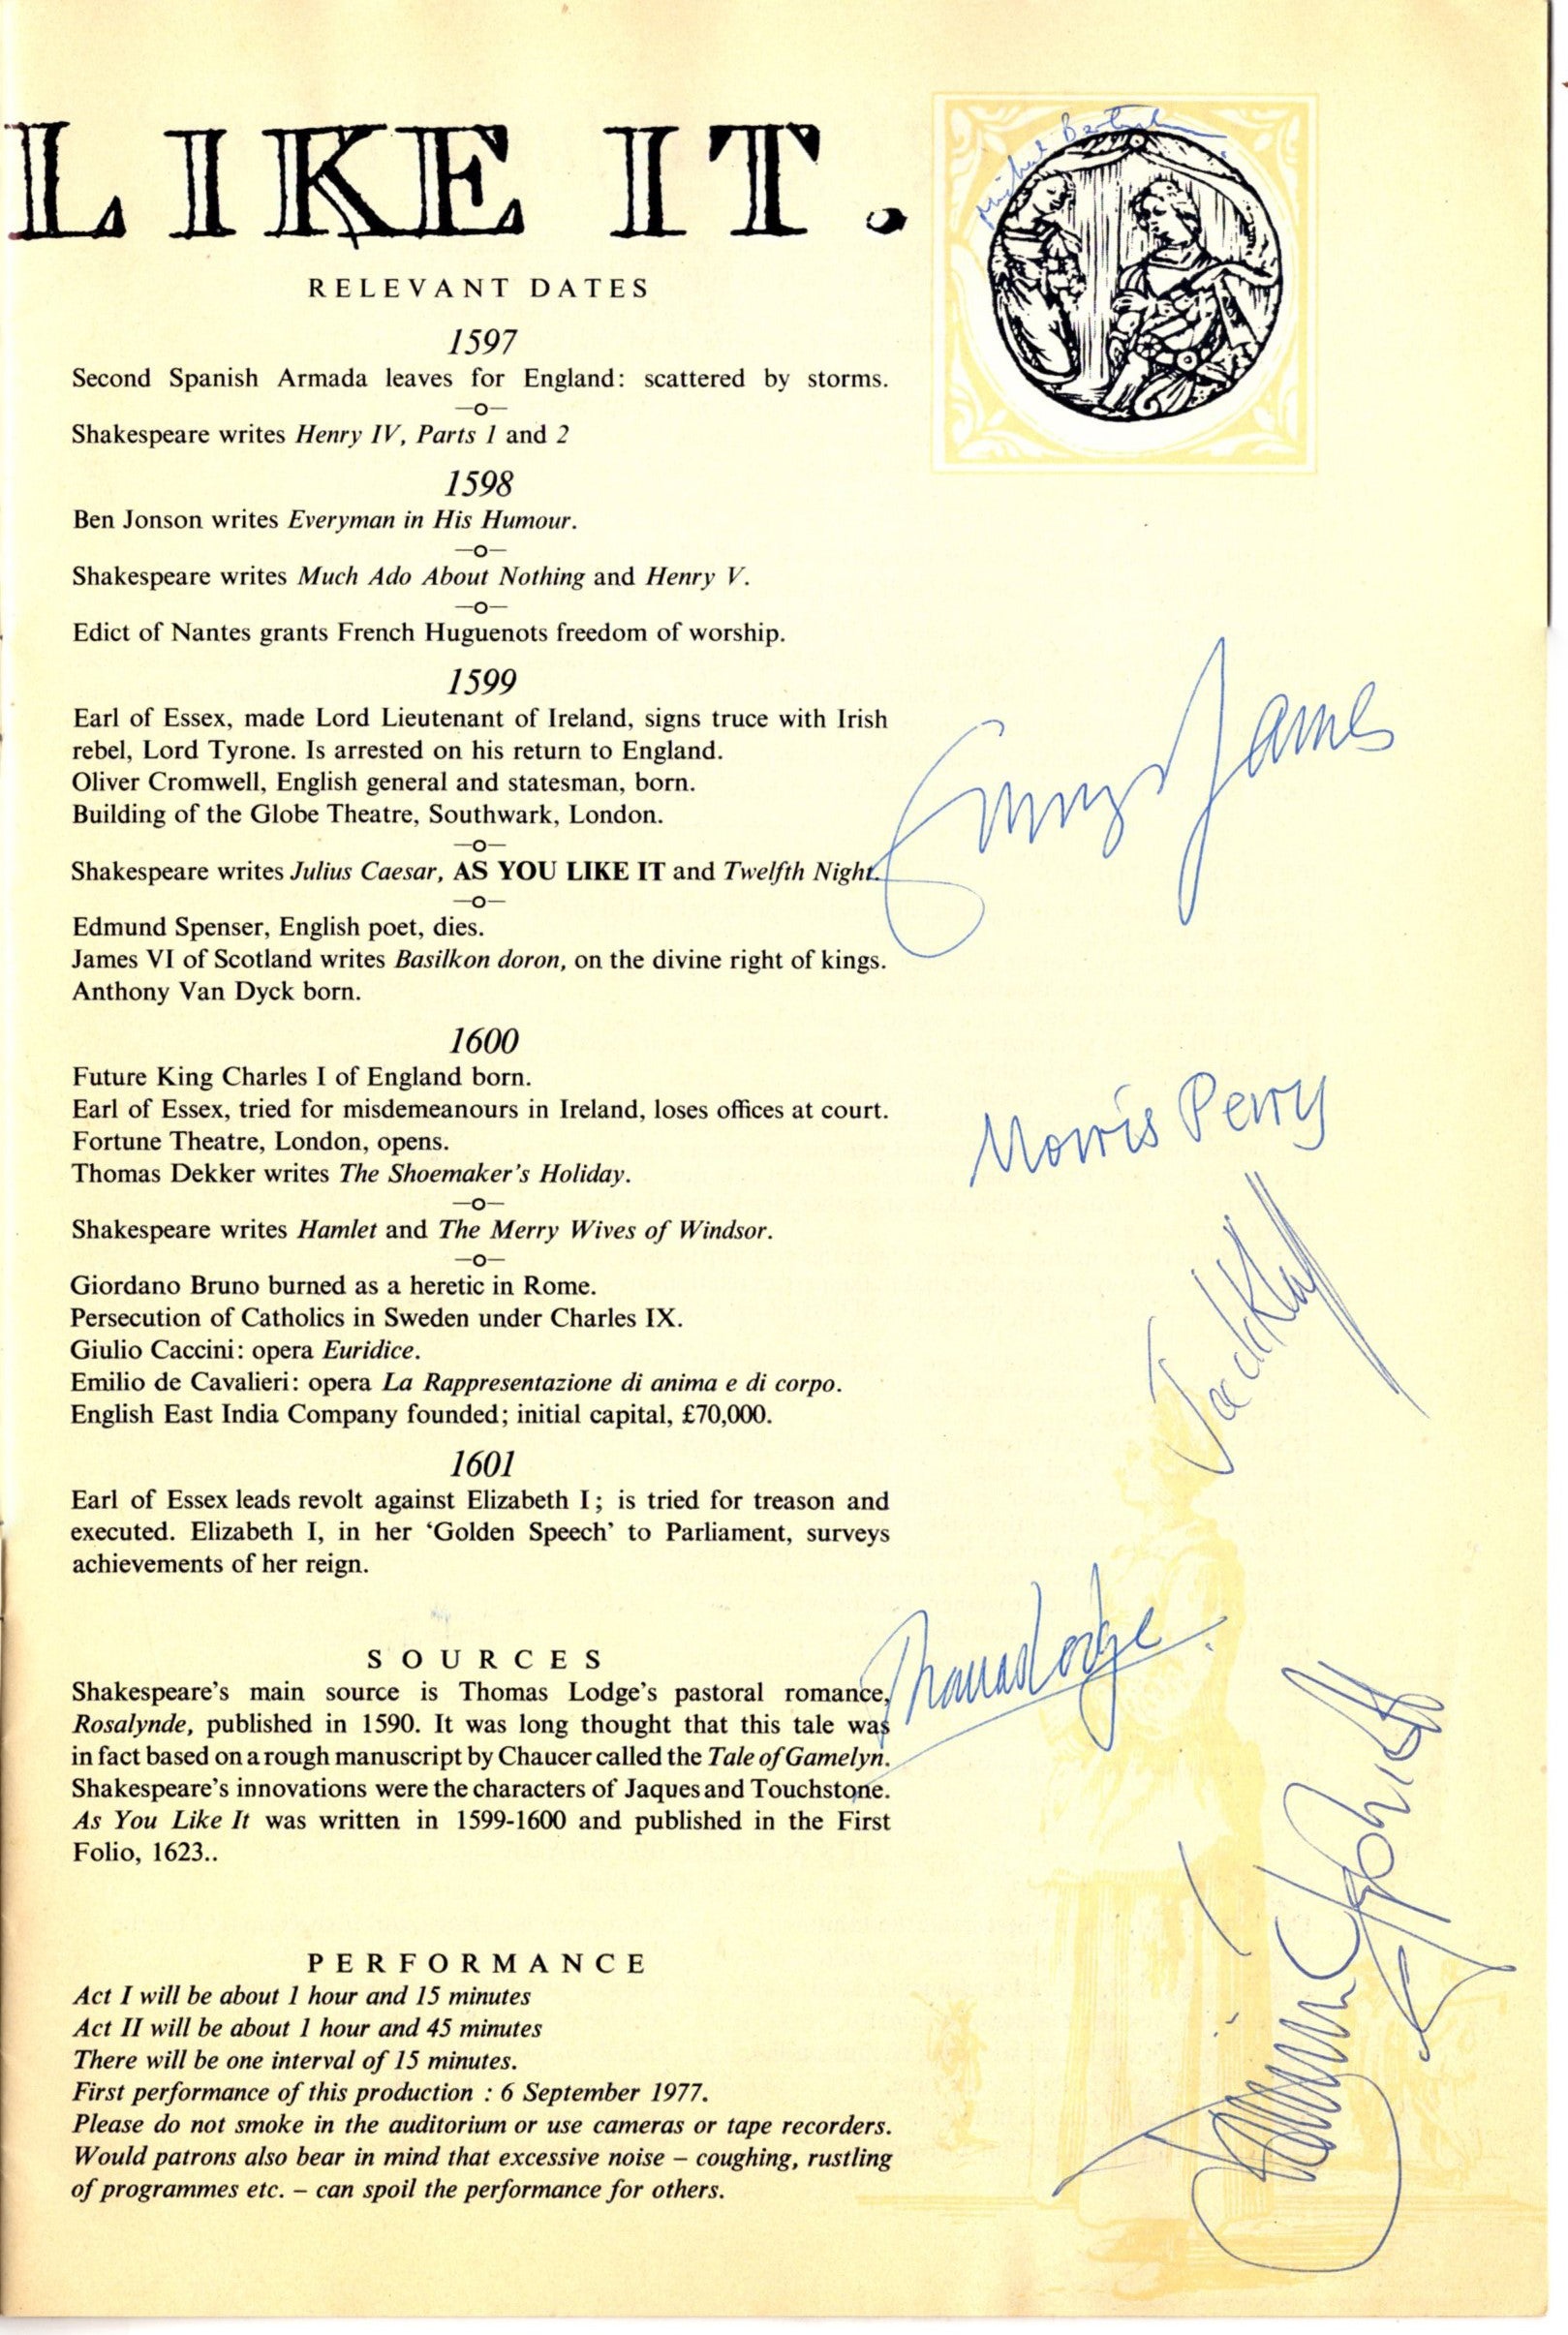 LIKE IT.
RELEVANT DATES
1597
Second Spanish Armada leaves for England: scattered by storms.
Shakespeare writes Henry IV, Parts 1 and 2
1598
Ben Jonson writes Everyman in His Humour.
Shakespeare writes Much Ado About Nothing and Henry V.
Edict of Nantes grants French Huguenots freedom of worship.
1599
Earl of Essex, made Lord Lieutenant of Ireland, signs truce with Irish
rebel, Lord Tyrone. Is arrested on his return to England.
Oliver Cromwell, English general and statesman, born.
Building of the Globe Theatre, Southwark, London.
Shakespeare writes Julius Caesar, AS YOU LIKE IT and Twelfth Night.
Edmund Spenser, English poet, dies.
James VI of Scotland writes Basilkon doron, on the divine right of kings.
Anthony Van Dyck born.
1600
Future King Charles I of England born.
Earl of Essex, tried for misdemeanours in Ireland, loses offices at court.
Fortune Theatre, London, opens.
Thomas Dekker writes The Shoemaker's Holiday.
Shakespeare writes Hamlet and The Merry Wives of Windsor.
Giordano Bruno burned as a heretic in Rome.
Persecution of Catholics in Sweden under Charles IX.
Giulio Caccini: opera Euridice.
Emilio de Cavalieri: opera La Rappresentazione di anima e di corpo.
English East India Company founded; initial capital, £70,000.
1601
Earl of Essex leads revolt against Elizabeth I; is tried for treason and
executed. Elizabeth I, in her 'Golden Speech' to Parliament, surveys
achievements of her reign.
SOURCES
Shakespeare's main source is Thomas Lodge's pastoral romance,
Rosalynde, published in 1590. It was long thought that this tale was
in fact based on a rough manuscript by Chaucer called the Tale of Gamelyn.
Shakespeare's innovations were the characters of Jaques and Touchstone.
As You Like It was written in 1599-1600 and published in the First
Folio, 1623..
PERFORMANCE
Act I will be about 1 hour and 15 minutes
Act II will be about 1 hour and 45 minutes
There will be one interval of 15 minutes.
First performance of this production : 6 September 1977.
Please do not smoke in the auditorium or use cameras or tape recorders.
Would patrons also bear in mind that excessive noise – coughing, rustling
of programmes etc. – can spoil the performance for others.
James
Morris Perry
Jack Klaff
Thomas Lodge.